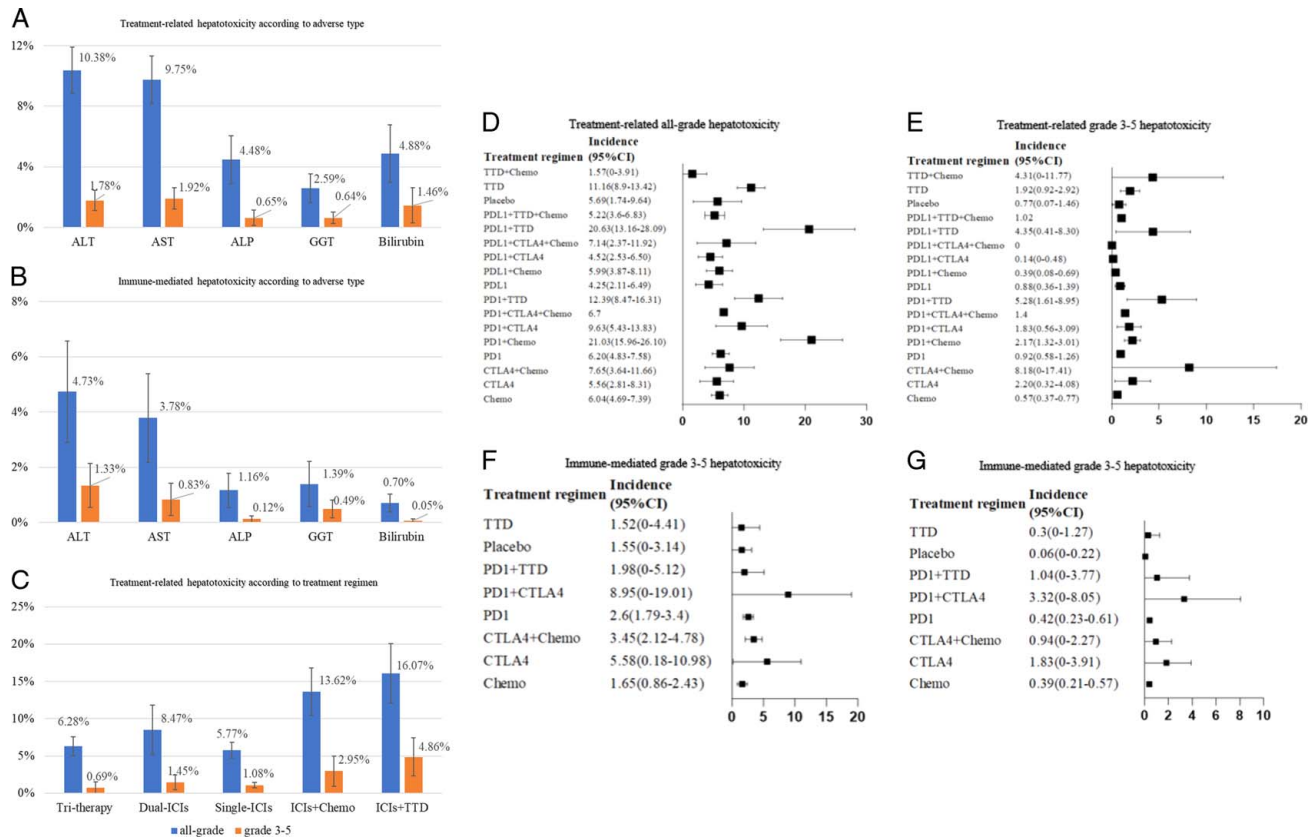 A
Treatment-related hepatotoxicity according to adverse type
12%
8%
4%
0%
10.38%
1.78%
9.75%
1.92%
4.48%
0.65%
2.59%
0.64%
4.88%
1.46%
ALT AST ALP GGT Bilirubin
B
Immune-mediated hepatotoxicity according to adverse type
8%
6%
4%
2%
0%
4.73%
1.33%
3.78%
0.83%
1.16%
0.12%
1.39%
0.49%
0.70%
0.05%
ALT AST ALP GGT Bilirubin
C
Treatment-related hepatotoxicity according to treatment regimen
25%
20%
15%
10%
5%
0%
6.28%
0.69%
8.47%
1.45%
5.77%
1.08%
13.62%
2.95%
16.07%
4.86%
Tri-therapy Dual-ICIs Single-ICIs ICIs+Chemo ICIs+TTD
all-grade grade 3-5
D
Treatment-related all-grade hepatotoxicity
Incidence
Treatment regimen (95%CI)
TTD+Chemo 1.57(0-3.91)
TTD 11.16(8.9-13.42)
Placebo 5.69(1.74-9.64)
PDL1+TTD+Chemo 5.22(3.6-6.83)
PDL1+TTD 20.63(13.16-28.09)
PDL1+CTLA4+Chemo 7.14(2.37-11.92)
PDL1+CTLA4 4.52(2.53-6.50)
PDL1+Chemo 5.99(3.87-8.11)
PDL1 4.25(2.11-6.49)
PD1+TTD 12.39(8.47-16.31)
PD1+CTLA4+Chemo 6.7
PD1+CTLA4 9.63(5.43-13.83)
PD1+Chemo 21.03(15.96-26.10)
PD1 6.20(4.83-7.58)
CTLA4+Chemo 7.65(3.64-11.66)
CTLA4 5.56(2.81-8.31)
Chemo 6.04(4.69-7.39)
0 10 20 30
E
Treatment-related grade 3-5 hepatotoxicity
Incidence
Treatment regimen (95%CI)
TTD+Chemo 4.31(0-11.77)
TTD 1.92(0.92-2.92)
Placebo 0.77(0.07-1.46)
PDL1+TTD+Chemo 1.02
PDL1+TTD 4.35(0.41-8.30)
PDL1+CTLA4+Chemo 0
PDL1+CTLA4 0.14(0-0.48)
PDL1+Chemo 0.39(0.08-0.69)
PDL1 0.88(0.36-1.39)
PD1+TTD 5.28(1.61-8.95)
PD1+CTLA4+Chemo 1.4
PD1+CTLA4 1.83(0.56-3.09)
PD1+Chemo 2.17(1.32-3.01)
PD1 0.92(0.58-1.26)
CTLA4+Chemo 8.18(0-17.41)
CTLA4 2.20(0.32-4.08)
Chemo 0.57(0.37-0.77)
0 5 10 15 20
F
Immune-mediated grade 3-5 hepatotoxicity
Treatment regimen Incidence
(95%CI)
TTD 1.52(0-4.41)
Placebo 1.55(0-3.14)
PD1+TTD 1.98(0-5.12)
PD1+CTLA4 8.95(0-19.01)
PD1 2.6(1.79-3.4)
CTLA4+Chemo 3.45(2.12-4.78)
CTLA4 5.58(0.18-10.98)
Chemo 1.65(0.86-2.43)
0 5 10 15 20
G
Immune-mediated grade 3-5 hepatotoxicity
Treatment regimen Incidence
(95%CI)
TTD 0.3(0-1.27)
Placebo 0.06(0-0.22)
PD1+TTD 1.04(0-3.77)
PD1+CTLA4 3.32(0-8.05)
PD1 0.42(0.23-0.61)
CTLA4+Chemo 0.94(0-2.27)
CTLA4 1.83(0-3.91)
Chemo 0.39(0.21-0.57)
0 2 4 6 8 10